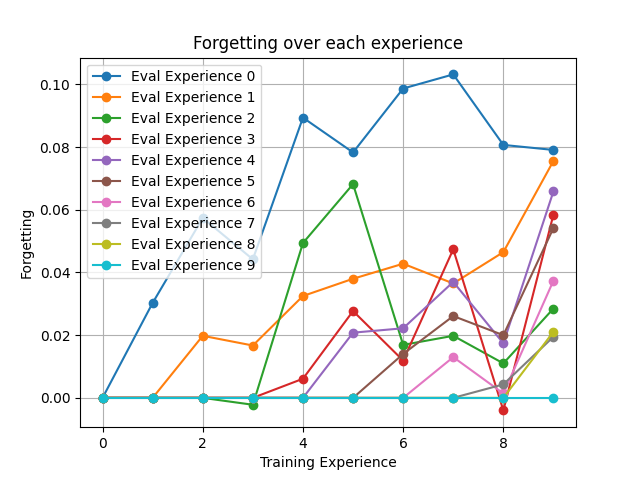 Forgetting over each experience
Eval Experience 0
Eval Experience 1
Eval Experience 2
Eval Experience 3
Eval Experience 4
Eval Experience 5
Eval Experience 6
Eval Experience 7
Eval Experience 8
Eval Experience 9
0.10
0.08
0.06
0.04
0.02
0.00
Forgetting
0 2 4 6 8
Training Experience